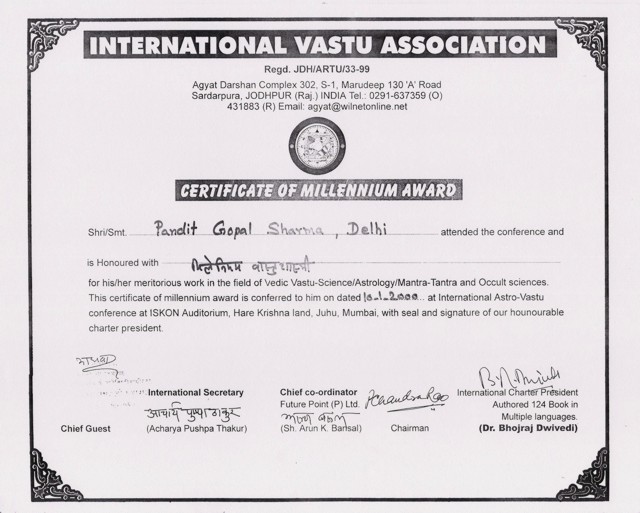 INTERNATIONAL VASTU ASSOCIATION
Regd. JDH/ARTU/33-99
Agyat Darshan Complex 302, S-1, Marudeep 130 'A' Road
Sardarpura, JODHPUR (Raj.) INDIA Tel.: 0291-637359 (O)
431883 (R) Email: agyat@wilnetonline.net
CERTIFICATE OF MILLENNIUM AWARD
Shri/Smt. Pandit Gopal Sharma, Delhi attended the conference and
is Honoured with मिलेनियम वास्तुशास्त्री
for his/her meritorious work in the field of Vedic Vastu-Science/Astrology/Mantra-Tantra and Occult sciences.
This certificate of millennium award is conferred to him on dated 10-1-2000 at International Astro-Vastu
conference at ISKON Auditorium, Hare Krishna land, Juhu, Mumbai, with seal and signature of our hounourable
charter president.
Chief Guest
International Secretary
आचार्य पुष्पा ठाकुर
(Acharya Pushpa Thakur)
Chief co-ordinator
Future Point (P) Ltd.
अरुण बंसल
(Sh. Arun K. Bansal)
Chairman
International Charter President
Authored 124 Book in
Multiple languages.
(Dr. Bhojraj Dwivedi)